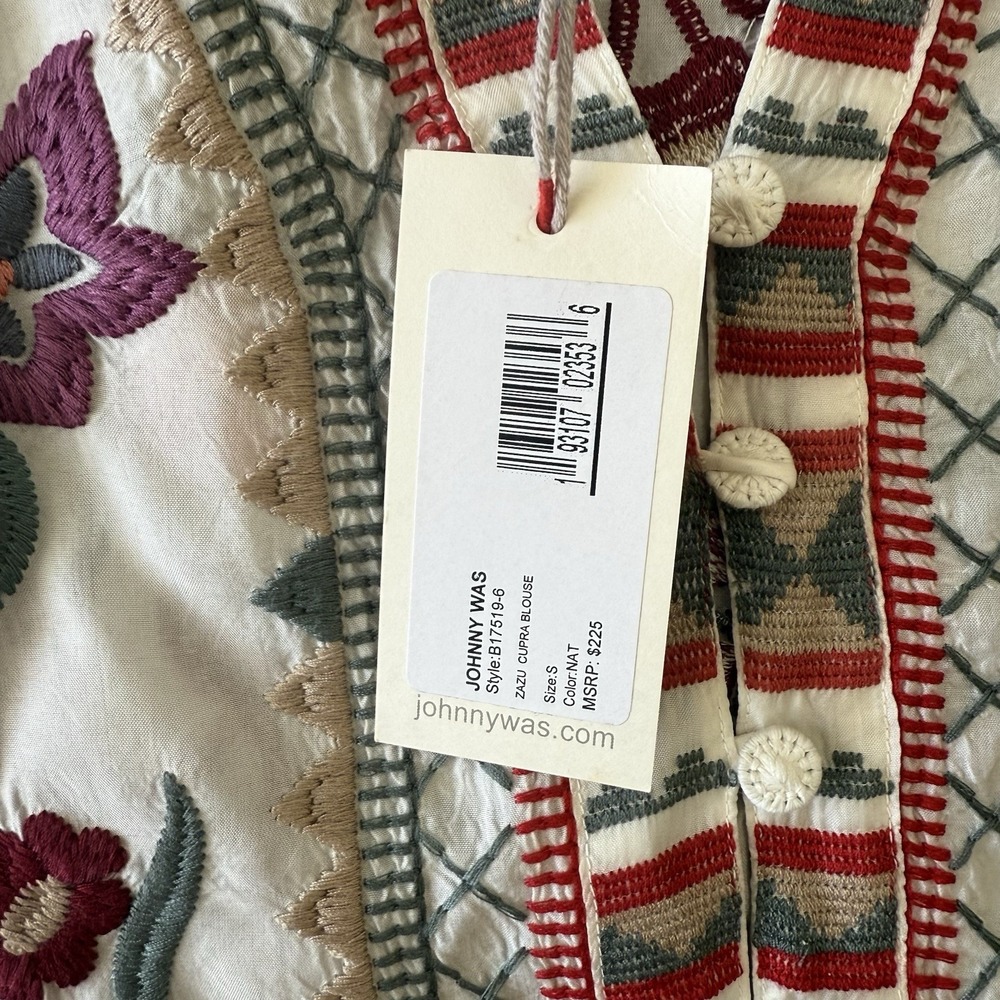 1 93107 02353 6
JOHNNY WAS
Style:B17519-6
ZAZU CUPRA BLOUSE
Size:S
Color:NAT
MSRP: $225
johnnywas.com